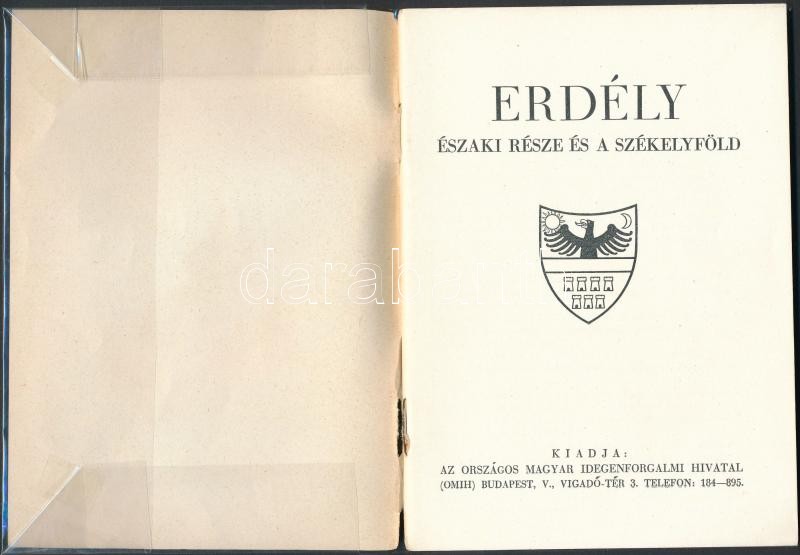 ERDÉLY
ÉSZAKI RÉSZE ÉS A SZÉKELYFÖLD
KIADJA:
AZ ORSZÁGOS MAGYAR IDEGENFORGALMI HIVATAL
(OMIH) BUDAPEST, V., VIGADÓ-TÉR 3. TELEFON: 184—895.